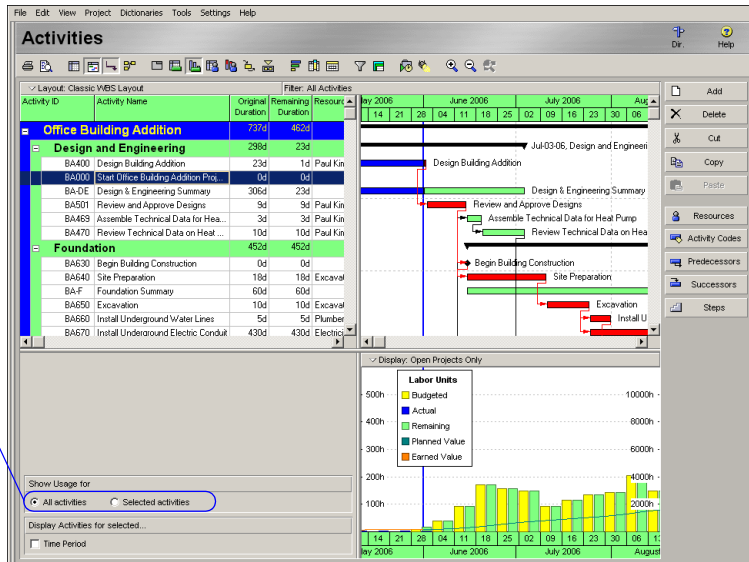 File Edit View Project Dictionaries Tools Settings Help
Activities
Dir. Help
Layout: Classic WBS Layout Filter: All Activities
Activity ID Activity Name Original Duration Remaining Duration Resourc
May 2006 June 2006 July 2006 Aug
14 21 28 04 11 18 25 02 09 16 23 30 06
Office Building Addition 737d 462d
Design and Engineering 298d 23d Jul-03-06, Design and Engineeri
BA400 Design Building Addition 23d 1d Paul Kin Design Building Addition
BA000 Start Office Building Addition Proj... 0d 0d
BA-DE Design & Engineering Summary 306d 23d Design & Engineering Summary
BA501 Review and Approve Designs 9d 9d Paul Kin Review and Approve Designs
BA469 Assemble Technical Data for Hea... 3d 3d Paul Kin Assemble Technical Data for Heat Pump
BA470 Review Technical Data on Heat ... 10d 10d Paul Kin Review Technical Data on Hea
Foundation 452d 452d
BA630 Begin Building Construction 0d 0d Begin Building Construction
BA640 Site Preparation 18d 18d Excavat Site Preparation
BA-F Foundation Summary 60d 60d
BA650 Excavation 10d 10d Excavat Excavation
BA660 Install Underground Water Lines 5d 5d Plumber Install U
BA670 Install Underground Electric Conduit 430d 430d Electrici
Add
Delete
Cut
Copy
Paste
Resources
Activity Codes
Predecessors
Successors
Steps
Display: Open Projects Only
Labor Units
Budgeted
Actual
Remaining
Planned Value
Earned Value
500h 10000h
400h 8000h
300h 6000h
200h 4000h
100h 2000h
14 21 28 04 11 18 25 02 09 16 23 30 06 13
May 2006 June 2006 July 2006 August
Show Usage for
All activities Selected activities
Display Activities for selected...
Time Period